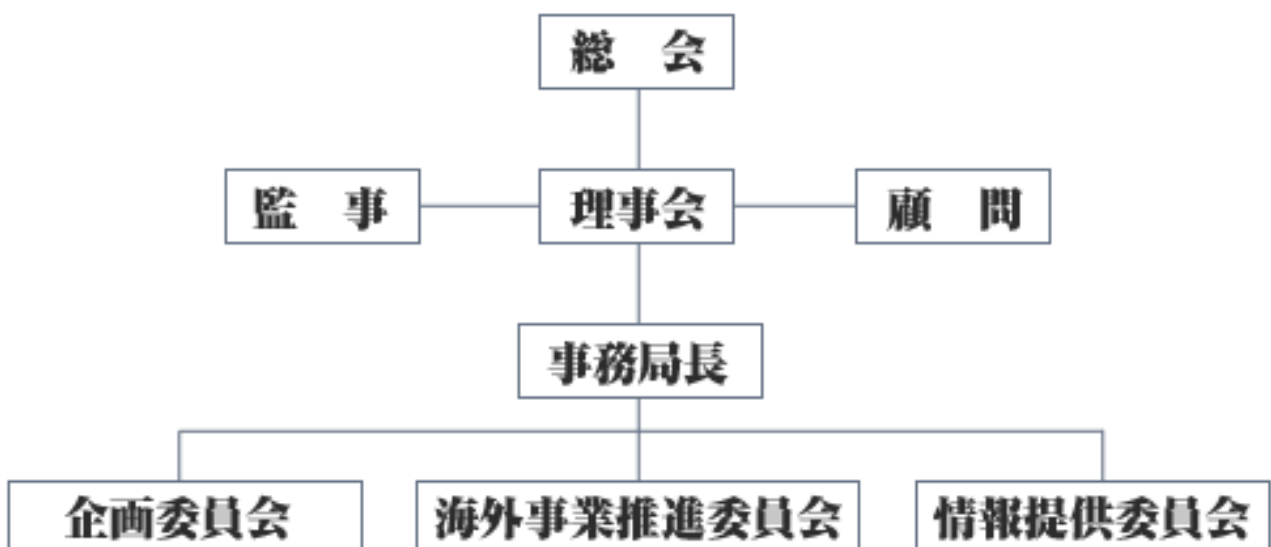 総　会
監　事
理事会
顧　問
事務局長
企画委員会
海外事業推進委員会
情報提供委員会